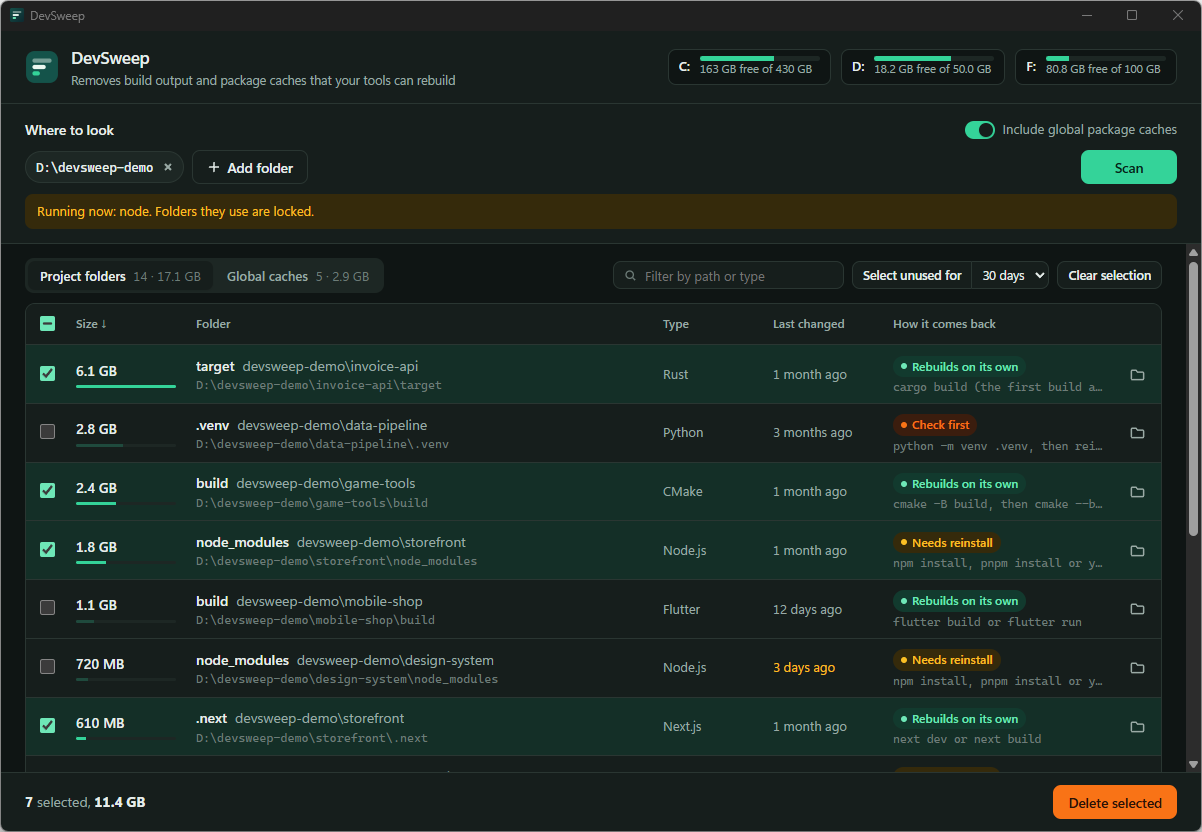 DevSweep
DevSweep
Removes build output and package caches that your tools can rebuild
C: 163 GB free of 430 GB
D: 18.2 GB free of 50.0 GB
F: 80.8 GB free of 100 GB
Where to look
Include global package caches
D:\devsweep-demo ×
+ Add folder
Scan
Running now: node. Folders they use are locked.
Project folders 14 · 17.1 GB
Global caches 5 · 2.9 GB
Filter by path or type
Select unused for 30 days
Clear selection
Size ↓ Folder Type Last changed How it comes back
6.1 GB target devsweep-demo\invoice-api Rust 1 month ago Rebuilds on its own
D:\devsweep-demo\invoice-api\target cargo build (the first build a…
2.8 GB .venv devsweep-demo\data-pipeline Python 3 months ago Check first
D:\devsweep-demo\data-pipeline\.venv python -m venv .venv, then rei…
2.4 GB build devsweep-demo\game-tools CMake 1 month ago Rebuilds on its own
D:\devsweep-demo\game-tools\build cmake -B build, then cmake --b…
1.8 GB node_modules devsweep-demo\storefront Node.js 1 month ago Needs reinstall
D:\devsweep-demo\storefront\node_modules npm install, pnpm install or y…
1.1 GB build devsweep-demo\mobile-shop Flutter 12 days ago Rebuilds on its own
D:\devsweep-demo\mobile-shop\build flutter build or flutter run
720 MB node_modules devsweep-demo\design-system Node.js 3 days ago Needs reinstall
D:\devsweep-demo\design-system\node_modules npm install, pnpm install or y…
610 MB .next devsweep-demo\storefront Next.js 1 month ago Rebuilds on its own
D:\devsweep-demo\storefront\.next next dev or next build
7 selected, 11.4 GB
Delete selected